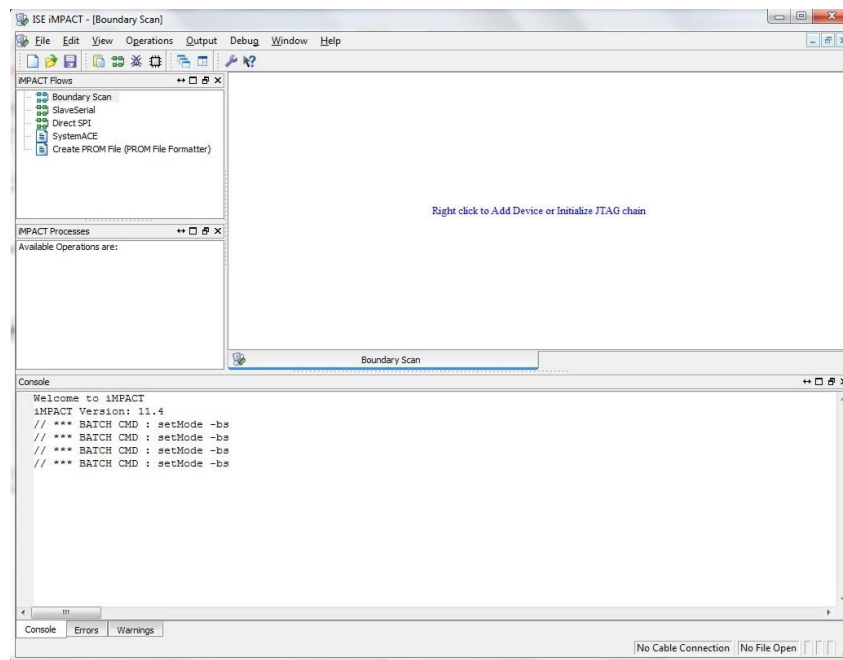 ISE iMPACT - [Boundary Scan]
File Edit View Operations Output Debug Window Help
iMPACT Flows
Boundary Scan
SlaveSerial
Direct SPI
SystemACE
Create PROM File (PROM File Formatter)
Right click to Add Device or Initialize JTAG chain
iMPACT Processes
Available Operations are:
Boundary Scan
Console
Welcome to iMPACT
iMPACT Version: 11.4
// *** BATCH CMD : setMode -bs
// *** BATCH CMD : setMode -bs
// *** BATCH CMD : setMode -bs
// *** BATCH CMD : setMode -bs
Console Errors Warnings
No Cable Connection No File Open